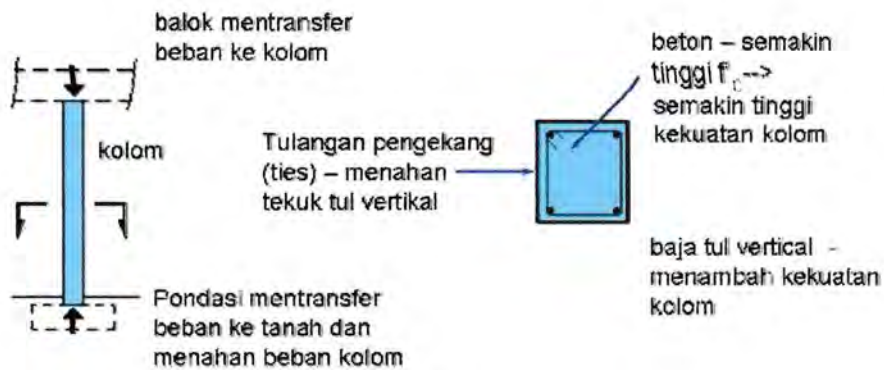 balok mentransfer
beban ke kolom
kolom
Pondasi mentransfer
beban ke tanah dan
menahan beban kolom
Tulangan pengekang
(ties) – menahan
tekuk tul vertikal
beton – semakin
tinggi f'c-->
semakin tinggi
kekuatan kolom
baja tul vertical -
menambah kekuatan
kolom